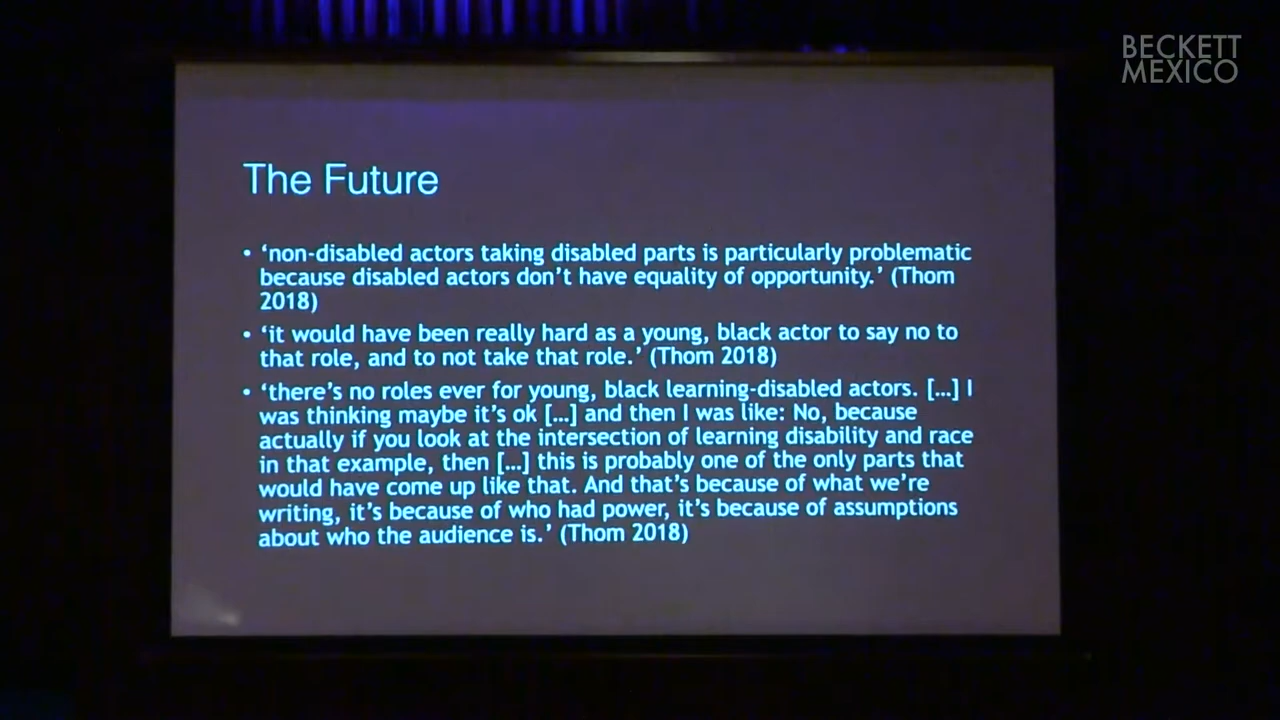 BECKETT
MEXICO
The Future
• ‘non-disabled actors taking disabled parts is particularly problematic
because disabled actors don’t have equality of opportunity.’ (Thom
2018)
• ‘it would have been really hard as a young, black actor to say no to
that role, and to not take that role.’ (Thom 2018)
• ‘there’s no roles ever for young, black learning-disabled actors. […] I
was thinking maybe it’s ok […] and then I was like: No, because
actually if you look at the intersection of learning disability and race
in that example, then […] this is probably one of the only parts that
would have come up like that. And that’s because of what we’re
writing, it’s because of who had power, it’s because of assumptions
about who the audience is.’ (Thom 2018)